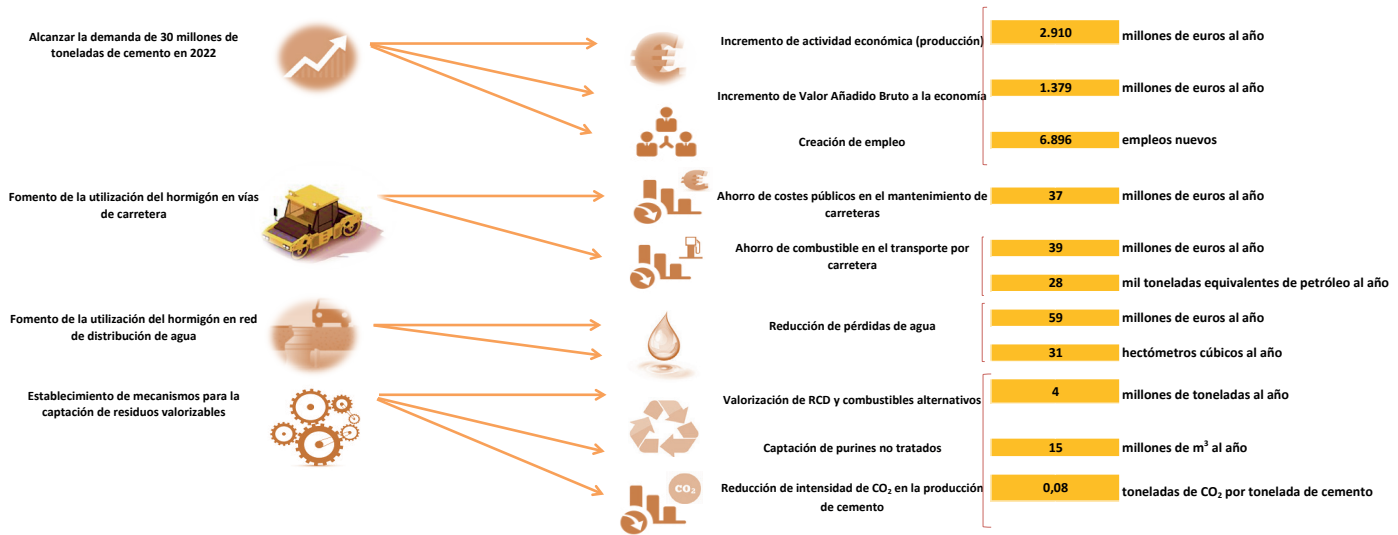 Alcanzar la demanda de 30 millones de
toneladas de cemento en 2022
Incremento de actividad económica (producción)
2.910
millones de euros al año
Incremento de Valor Añadido Bruto a la economía
1.379
millones de euros al año
Creación de empleo
6.896
empleos nuevos
Fomento de la utilización del hormigón en vías
de carretera
Ahorro de costes públicos en el mantenimiento de
carreteras
37
millones de euros al año
Ahorro de combustible en el transporte por
carretera
39
millones de euros al año
28
mil toneladas equivalentes de petróleo al año
Fomento de la utilización del hormigón en red
de distribución de agua
Reducción de pérdidas de agua
59
millones de euros al año
31
hectómetros cúbicos al año
Establecimiento de mecanismos para la
captación de residuos valorizables
Valorización de RCD y combustibles alternativos
4
millones de toneladas al año
Captación de purines no tratados
15
millones de m³ al año
CO₂
Reducción de intensidad de CO₂ en la producción
de cemento
0,08
toneladas de CO₂ por tonelada de cemento